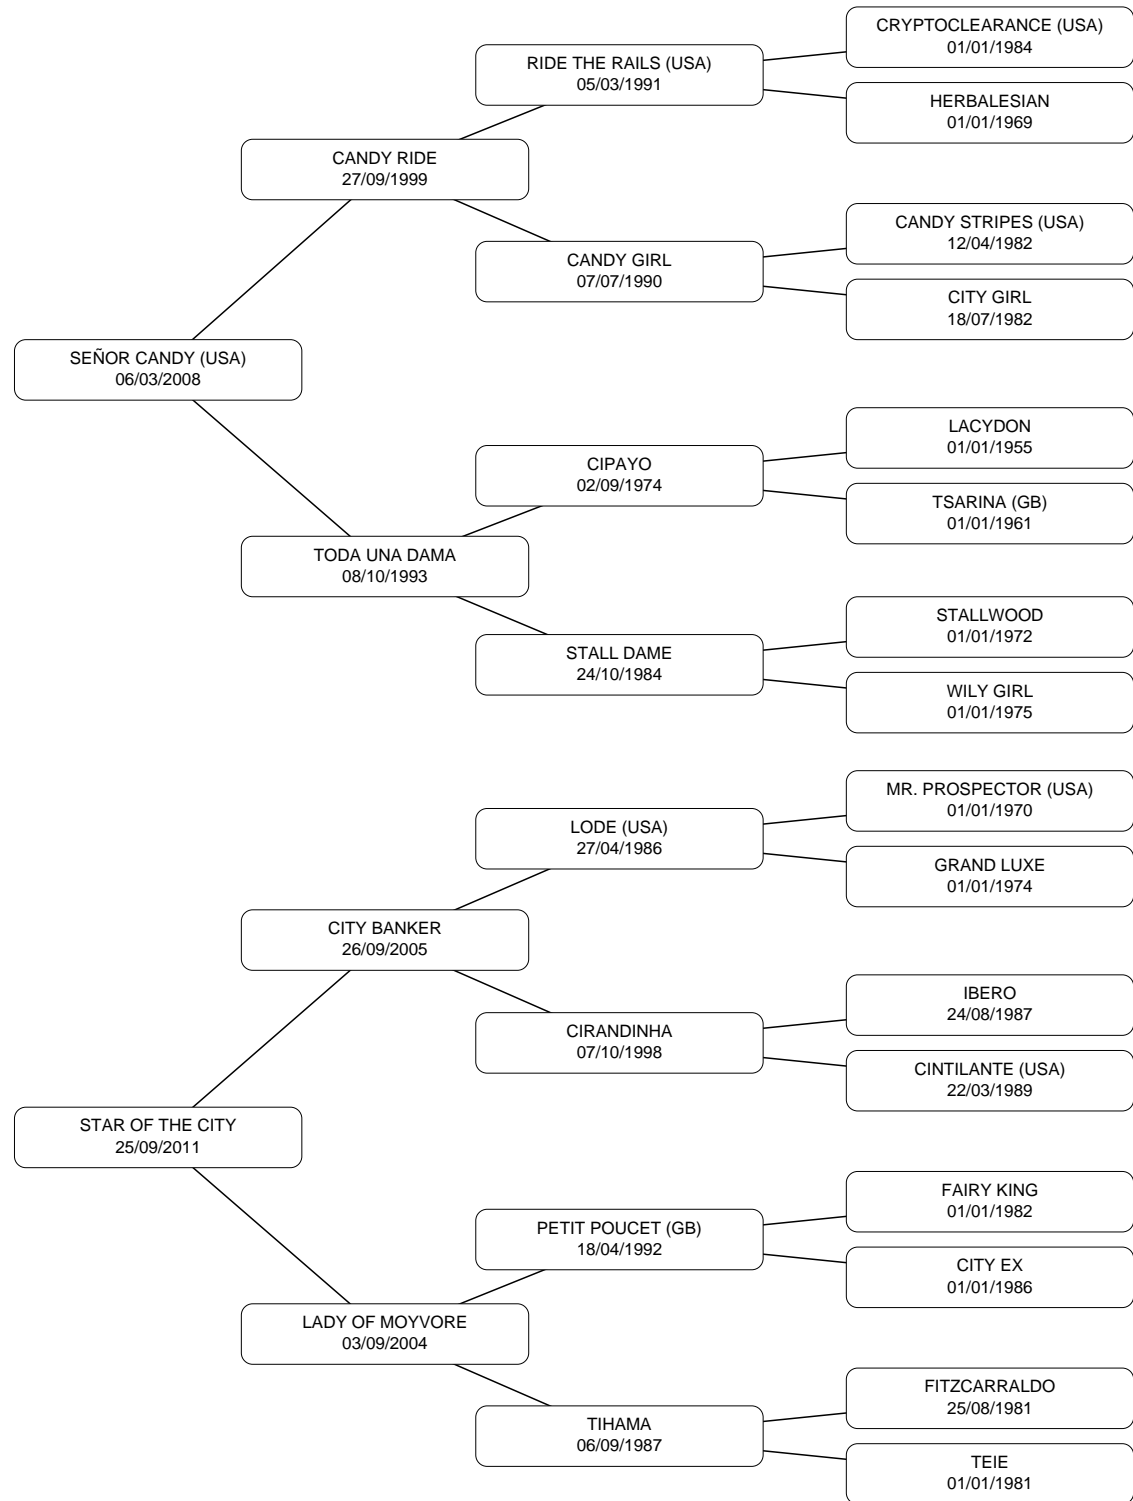 CRYPTOCLEARANCE (USA)
01/01/1984
RIDE THE RAILS (USA)
05/03/1991
HERBALESIAN
01/01/1969
CANDY RIDE
27/09/1999
CANDY STRIPES (USA)
12/04/1982
CANDY GIRL
07/07/1990
CITY GIRL
18/07/1982
SEÑOR CANDY (USA)
06/03/2008
LACYDON
01/01/1955
CIPAYO
02/09/1974
TSARINA (GB)
01/01/1961
TODA UNA DAMA
08/10/1993
STALLWOOD
01/01/1972
STALL DAME
24/10/1984
WILY GIRL
01/01/1975
MR. PROSPECTOR (USA)
01/01/1970
LODE (USA)
27/04/1986
GRAND LUXE
01/01/1974
CITY BANKER
26/09/2005
IBERO
24/08/1987
CIRANDINHA
07/10/1998
CINTILANTE (USA)
22/03/1989
STAR OF THE CITY
25/09/2011
FAIRY KING
01/01/1982
PETIT POUCET (GB)
18/04/1992
CITY EX
01/01/1986
LADY OF MOYVORE
03/09/2004
FITZCARRALDO
25/08/1981
TIHAMA
06/09/1987
TEIE
01/01/1981